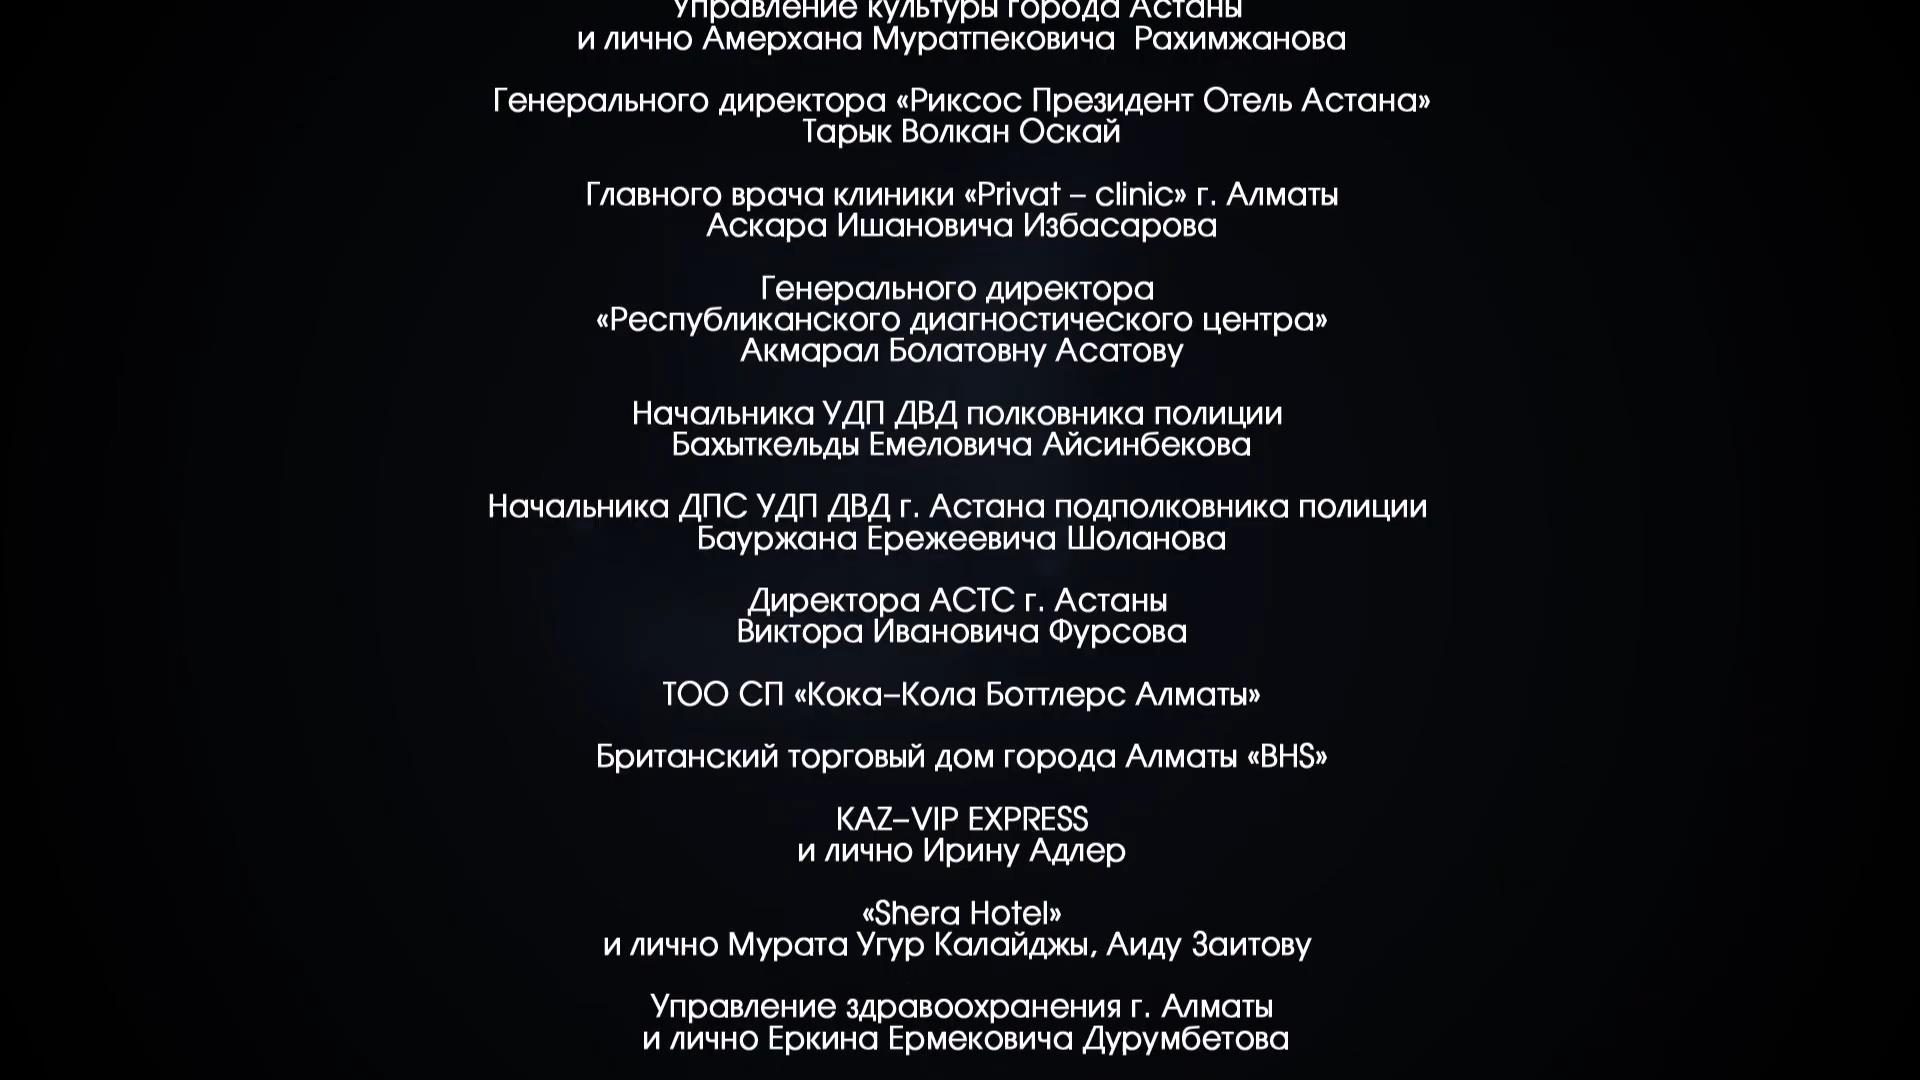 Управление культуры города Астаны
и лично Амерхана Муратпековича Рахимжанова
Генерального директора «Риксос Президент Отель Астана»
Тарык Волкан Оскай
Главного врача клиники «Privat – clinic» г. Алматы
Аскара Ишановича Избасарова
Генерального директора
«Республиканского диагностического центра»
Акмарал Болатовну Асатову
Начальника УДП ДВД полковника полиции
Бахыткельды Емеловича Айсинбекова
Начальника ДПС УДП ДВД г. Астана подполковника полиции
Бауржана Ережеевича Шоланова
Директора АСТС г. Астаны
Виктора Ивановича Фурсова
ТОО СП «Кока–Кола Боттлерс Алматы»
Британский торговый дом города Алматы «BHS»
KAZ–VIP EXPRESS
и лично Ирину Адлер
«Shera Hotel»
и лично Мурата Угур Калайджы, Аиду Заитову
Управление здравоохранения г. Алматы
и лично Еркина Ермековича Дурумбетова